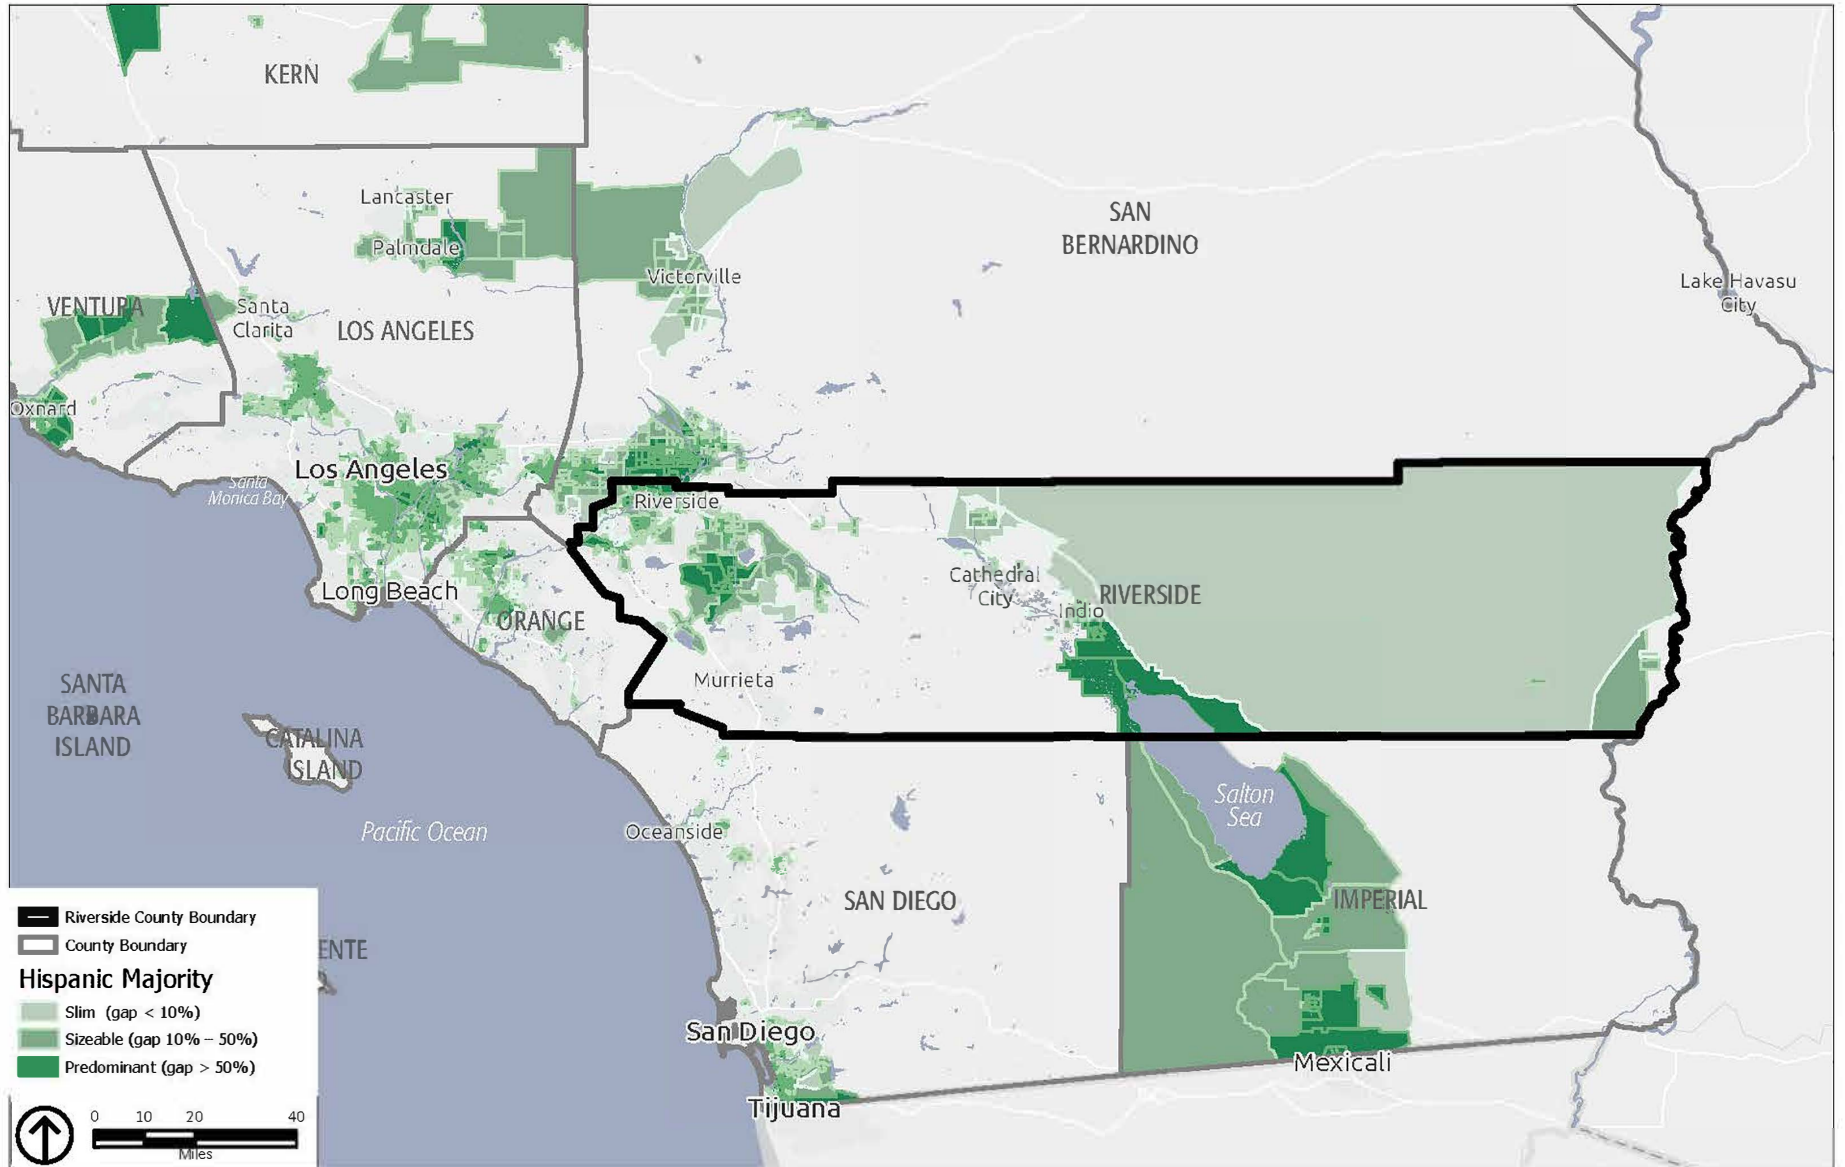 KERN
Lancaster
Palmdale
SAN
BERNARDINO
Victorville
Lake Havasu
City
VENTURA
Santa
Clarita
LOS ANGELES
Oxnard
Los Angeles
Santa
Monica Bay
Riverside
Long Beach
ORANGE
Cathedral
City
Indio
RIVERSIDE
Murrieta
SANTA
BARBARA
ISLAND
CATALINA
ISLAND
Pacific Ocean
Oceanside
Salton
Sea
SAN DIEGO
IMPERIAL
ENTE
San Diego
Mexicali
Tijuana
Riverside County Boundary
County Boundary
Hispanic Majority
Slim (gap < 10%)
Sizeable (gap 10% – 50%)
Predominant (gap > 50%)
0 10 20 40
Miles